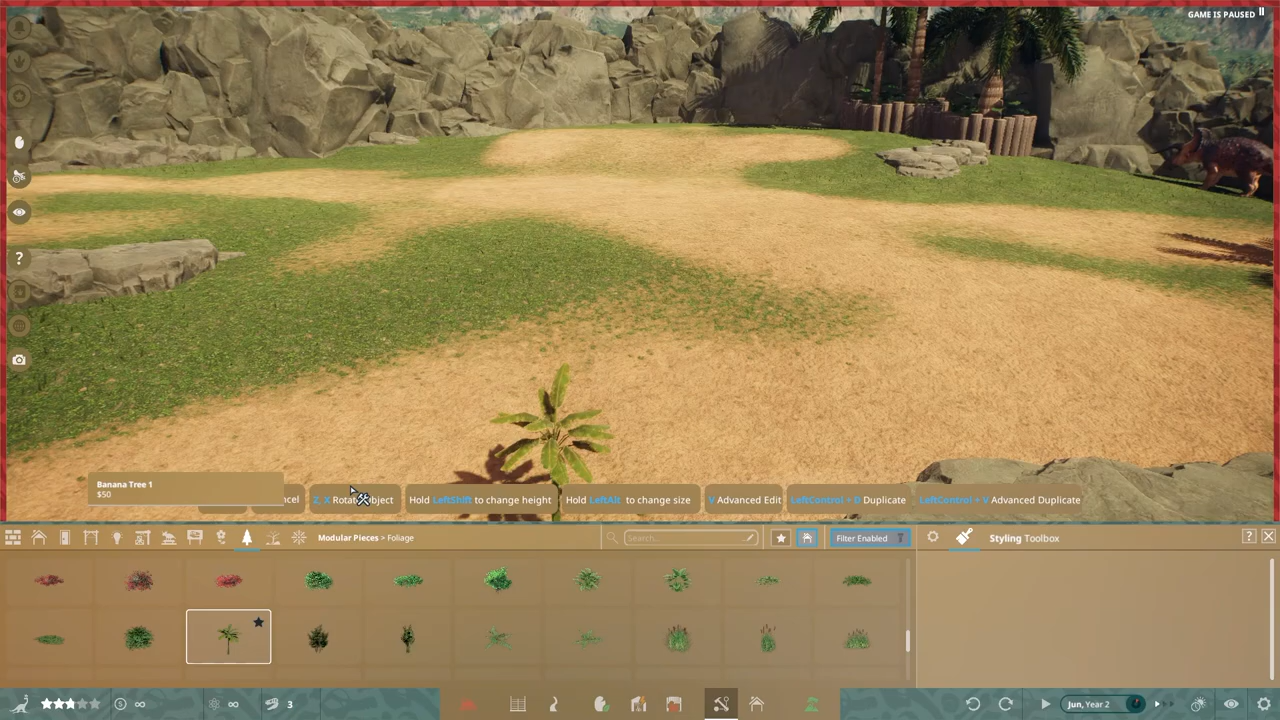 GAME IS PAUSED
Banana Tree 1
$50
ncel
Z, X Rotate Object
Hold LeftShift to change height
Hold LeftAlt to change size
V Advanced Edit
LeftControl + D Duplicate
LeftControl + V Advanced Duplicate
Modular Pieces > Foliage
Search...
Filter Enabled
Styling Toolbox
?
?
∞
∞
3
Jun, Year 2